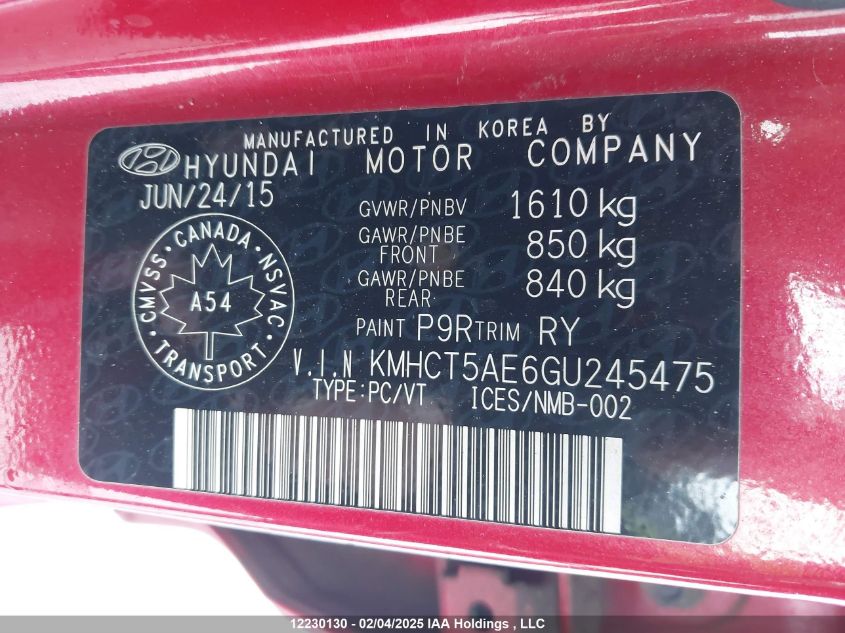 MANUFACTURED IN KOREA BY
HYUNDAI MOTOR COMPANY
JUN/24/15
GVWR/PNBV 1610 kg
GAWR/PNBE FRONT 850 kg
GAWR/PNBE REAR 840 kg
CMVSS · CANADA · NSVAC · TRANSPORT ·
A54
PAINT P9R TRIM RY
V.I.N KMHCT5AE6GU245475
TYPE:PC/VT ICES/NMB-002
12230130 - 02/04/2025 IAA Holdings , LLC